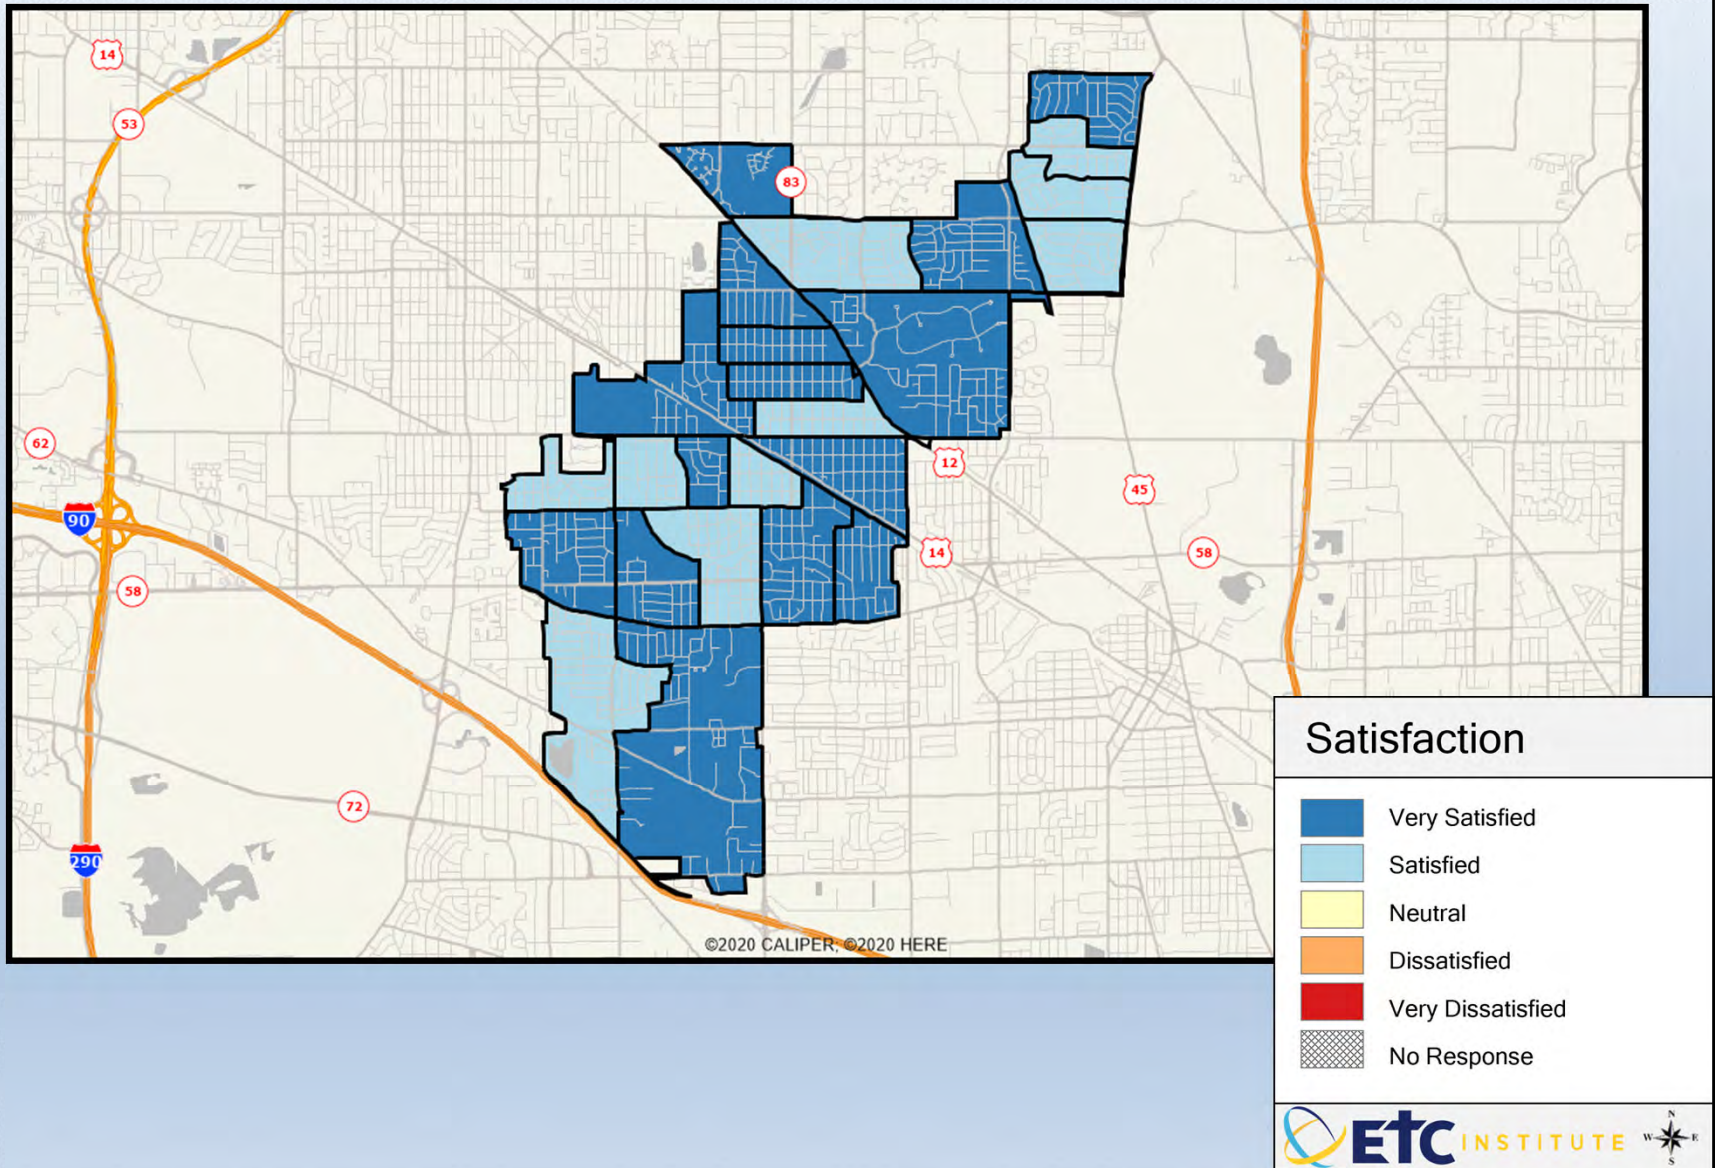 14
53
83
62
12
45
90
14
58
58
72
290
©2020 CALIPER; ©2020 HERE
Satisfaction
Very Satisfied
Satisfied
Neutral
Dissatisfied
Very Dissatisfied
No Response
ETC INSTITUTE
N
W E
S